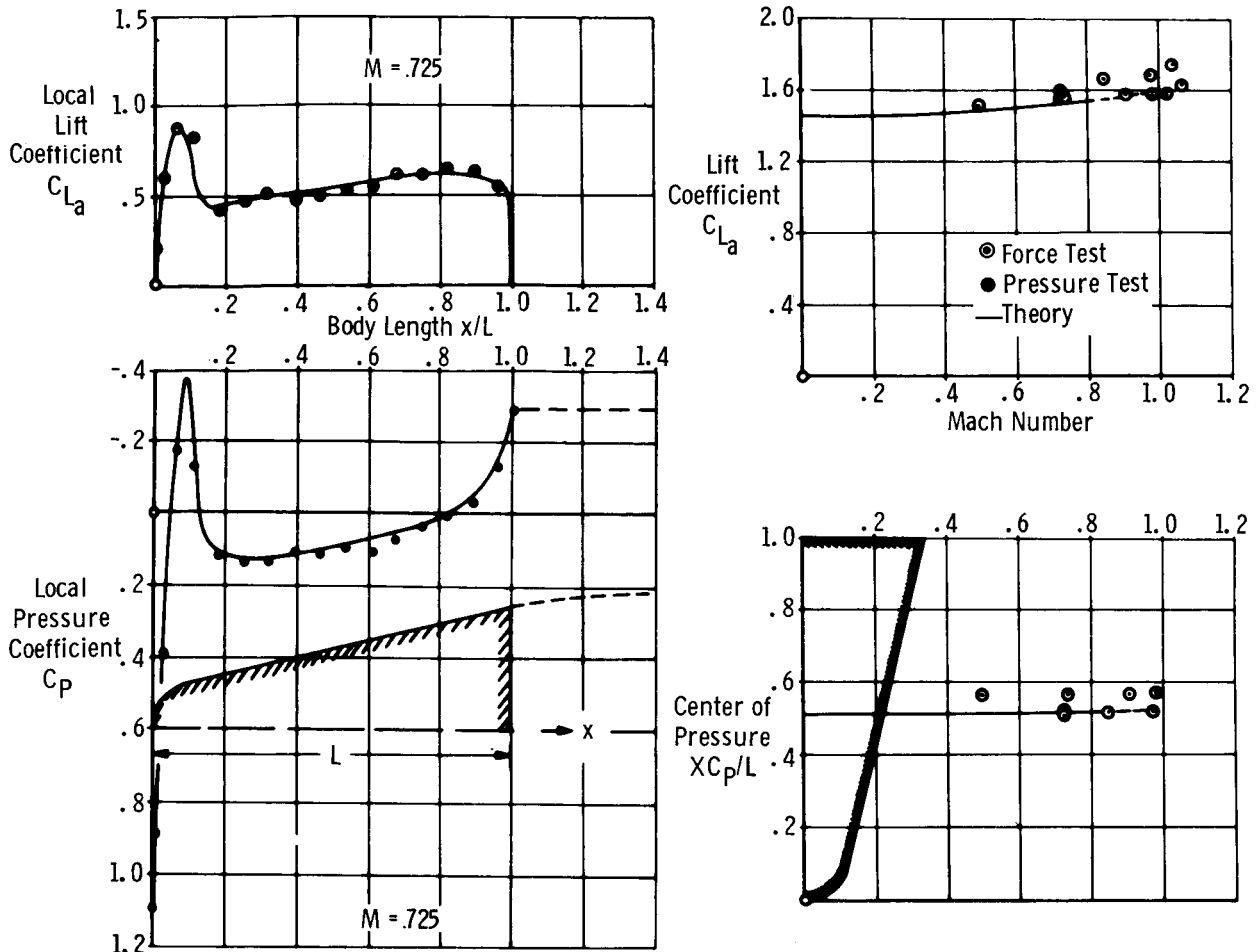 1.5
M = .725
Local
Lift
Coefficient
C_La
1.0
.5
.2 .4 .6 .8 1.0 1.2 1.4
Body Length x/L
.2 .4 .6 .8 1.0 1.2 1.4
-.4
-.2
.2
Local
Pressure
Coefficient
C_P
.4
.6
x
L
.8
1.0
M = .725
1.2
2.0
1.6
1.2
Lift
Coefficient
C_La
.8
Force Test
Pressure Test
Theory
.4
.2 .4 .6 .8 1.0 1.2
Mach Number
.2 .4 .6 .8 1.0 1.2
1.0
.8
.6
Center of
Pressure
XC_P/L
.4
.2